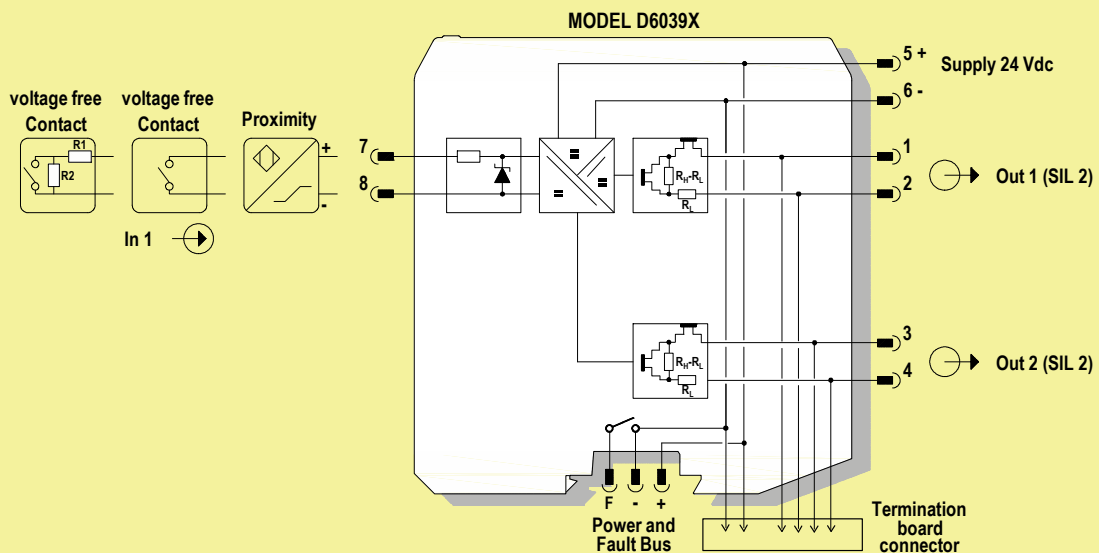 MODEL D6039X
5 +
Supply 24 Vdc
6 -
voltage free
Contact
voltage free
Contact
Proximity
R1
R2
+
-
7
8
In 1
RH-RL
RL
1
2
Out 1 (SIL 2)
RH-RL
RL
3
4
Out 2 (SIL 2)
F - +
Power and
Fault Bus
Termination
board
connector